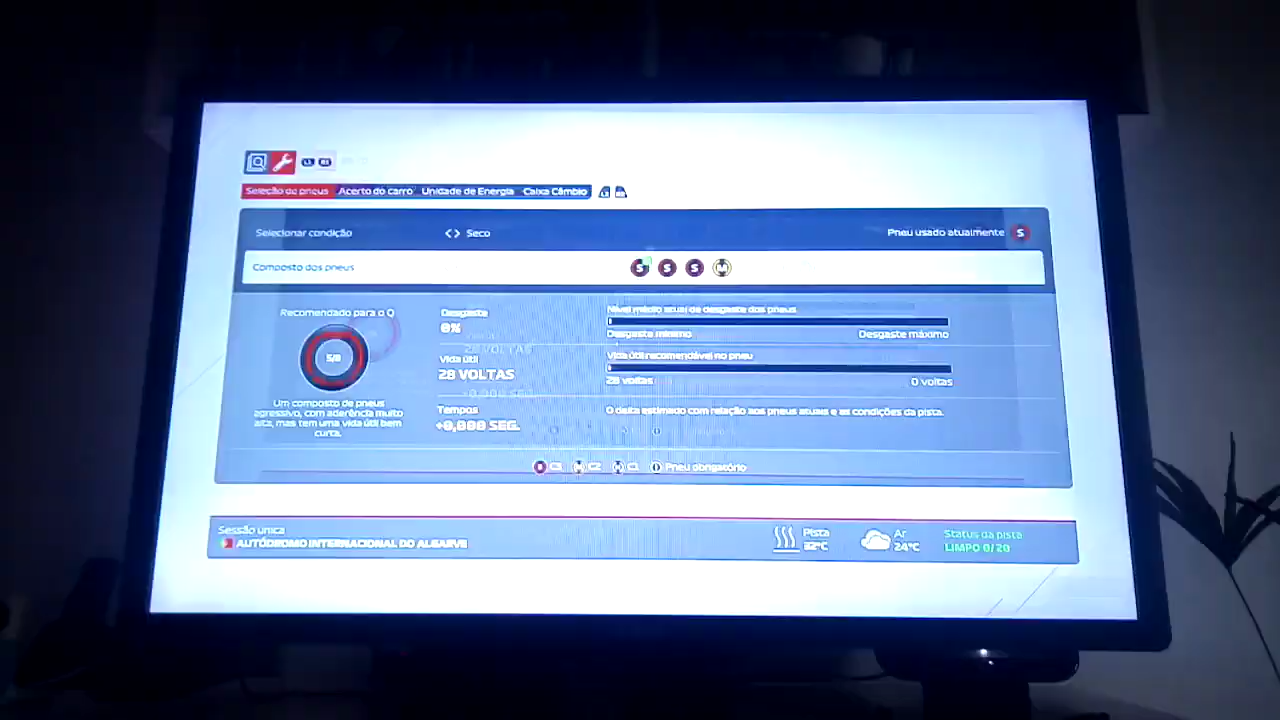 L1 R1
Seleção de pneus Acerto do carro Unidade de Energia Caixa Câmbio
Selecionar condição <> Seco Pneu usado atualmente S
Composto dos pneus S S S M
Recomendado para o Q
Desgaste
0%
Nível médio atual de desgaste dos pneus
Desgaste mínimo Desgaste máximo
Vida útil
28 VOLTAS
Vida útil recomendável no pneu
28 voltas 0 voltas
Um composto de pneus
agressivo, com aderência muito
alta, mas tem uma vida útil bem
curta.
Tempos
+0,000 SEG.
O delta estimado com relação aos pneus atuais e as condições da pista.
S C3 M C2 H C1 Pneu obrigatório
Sessão única
AUTÓDROMO INTERNACIONAL DO ALGARVE
Pista
32°C
Ar
24°C
Status da pista
LIMPO 0/20